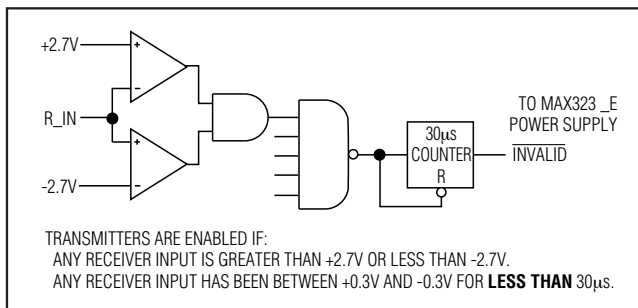 +2.7V
+
-
R_IN
+
-
-2.7V
30µs
COUNTER
R
TO MAX323 _E
POWER SUPPLY
INVALID
TRANSMITTERS ARE ENABLED IF:
ANY RECEIVER INPUT IS GREATER THAN +2.7V OR LESS THAN -2.7V.
ANY RECEIVER INPUT HAS BEEN BETWEEN +0.3V AND -0.3V FOR LESS THAN 30µs.